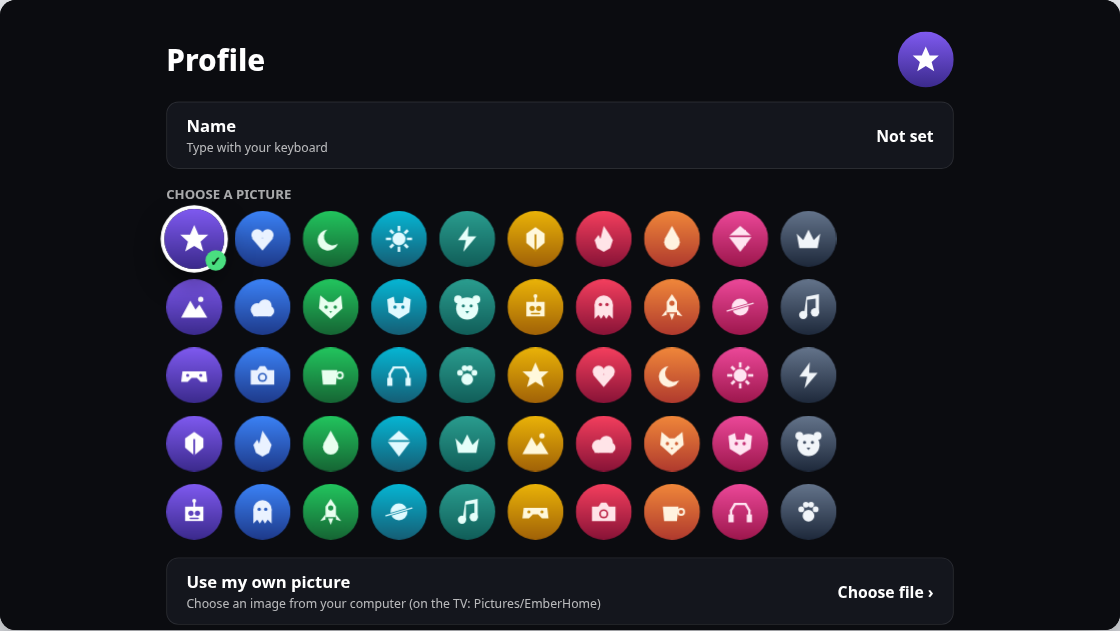 Profile
Name
Type with your keyboard
Not set
CHOOSE A PICTURE
Use my own picture
Choose an image from your computer (on the TV: Pictures/EmberHome)
Choose file ›